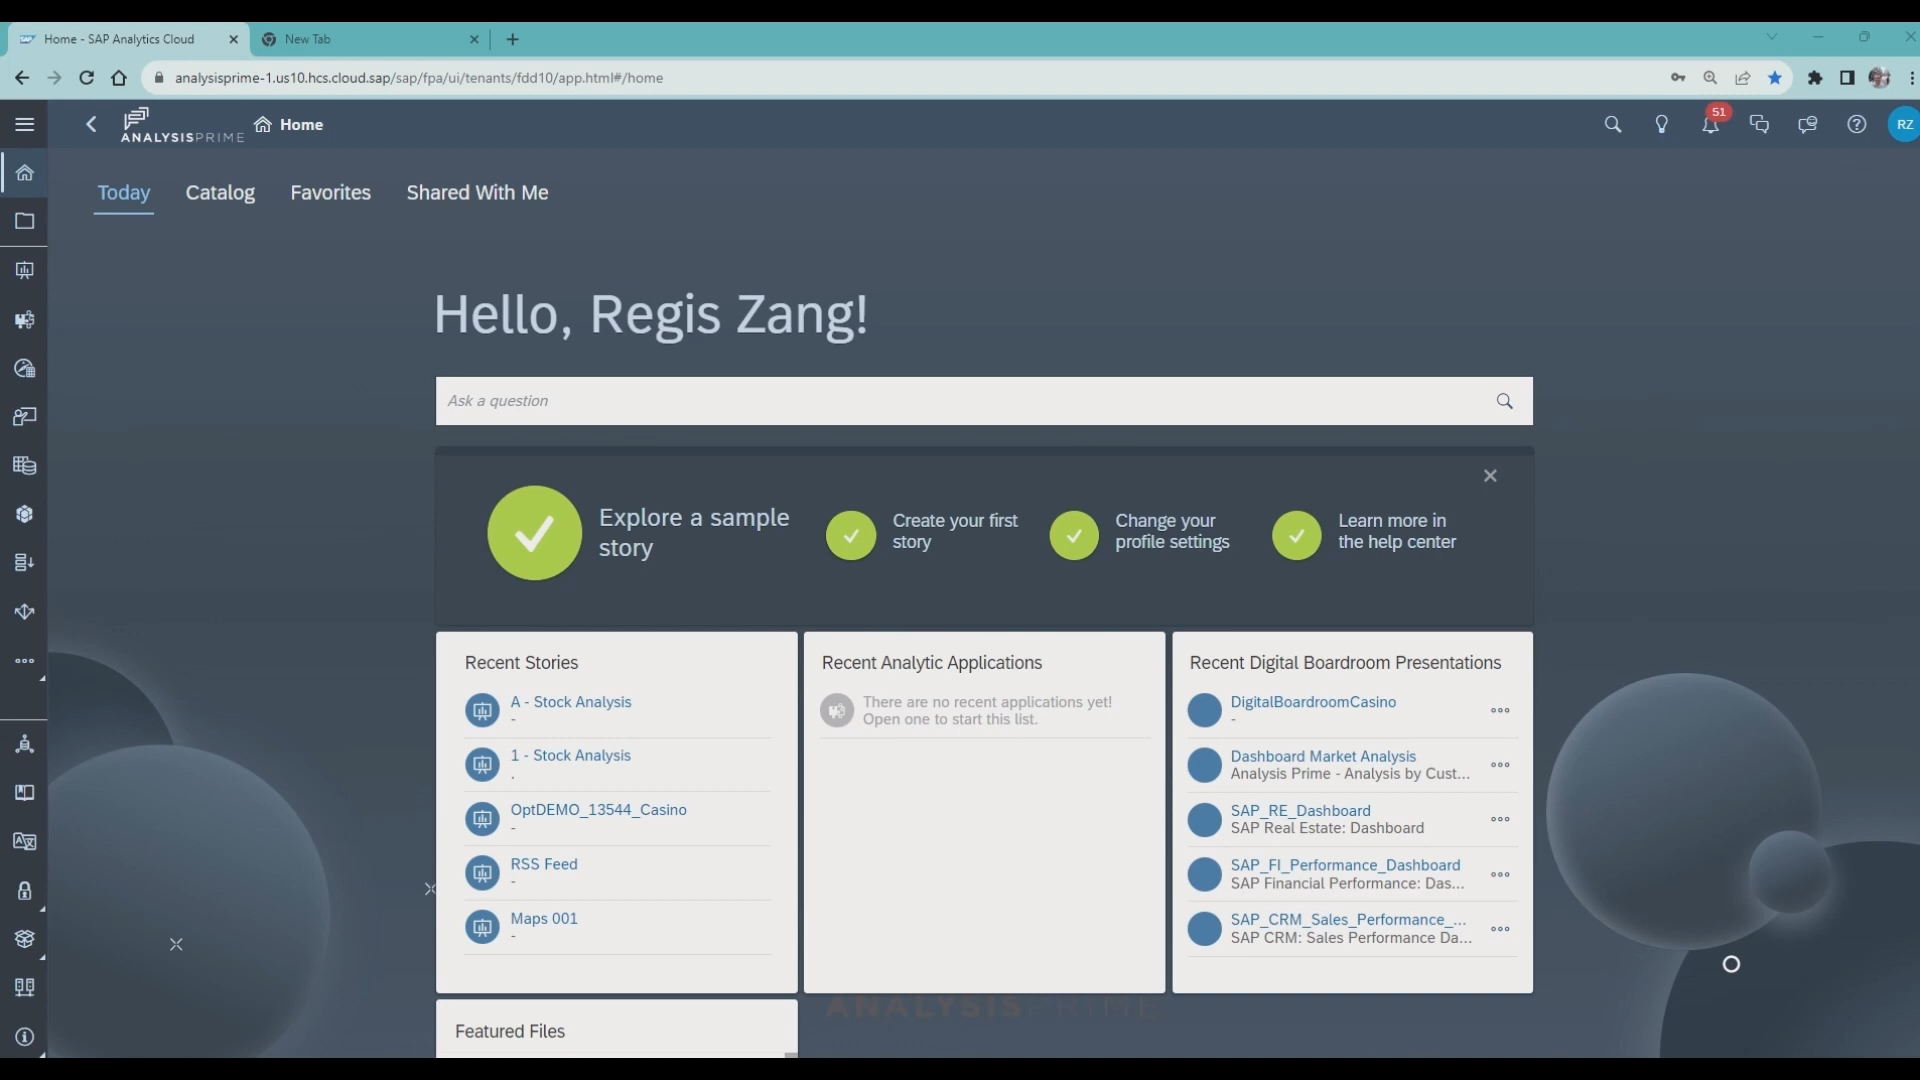 Home - SAP Analytics Cloud
New Tab
analysisprime-1.us10.hcs.cloud.sap/sap/fpa/ui/tenants/fdd10/app.html#/home
ANALYSISPRIME
Home
51
RZ
Today
Catalog
Favorites
Shared With Me
Hello, Regis Zang!
Ask a question
Explore a sample
story
Create your first
story
Change your
profile settings
Learn more in
the help center
Recent Stories
A - Stock Analysis
-
1 - Stock Analysis
.
OptDEMO_13544_Casino
-
RSS Feed
-
Maps 001
-
Recent Analytic Applications
There are no recent applications yet!
Open one to start this list.
Recent Digital Boardroom Presentations
DigitalBoardroomCasino
-
Dashboard Market Analysis
Analysis Prime - Analysis by Cust...
SAP_RE_Dashboard
SAP Real Estate: Dashboard
SAP_FI_Performance_Dashboard
SAP Financial Performance: Das...
SAP_CRM_Sales_Performance_...
SAP CRM: Sales Performance Da...
ANALYSISPRIME
Featured Files